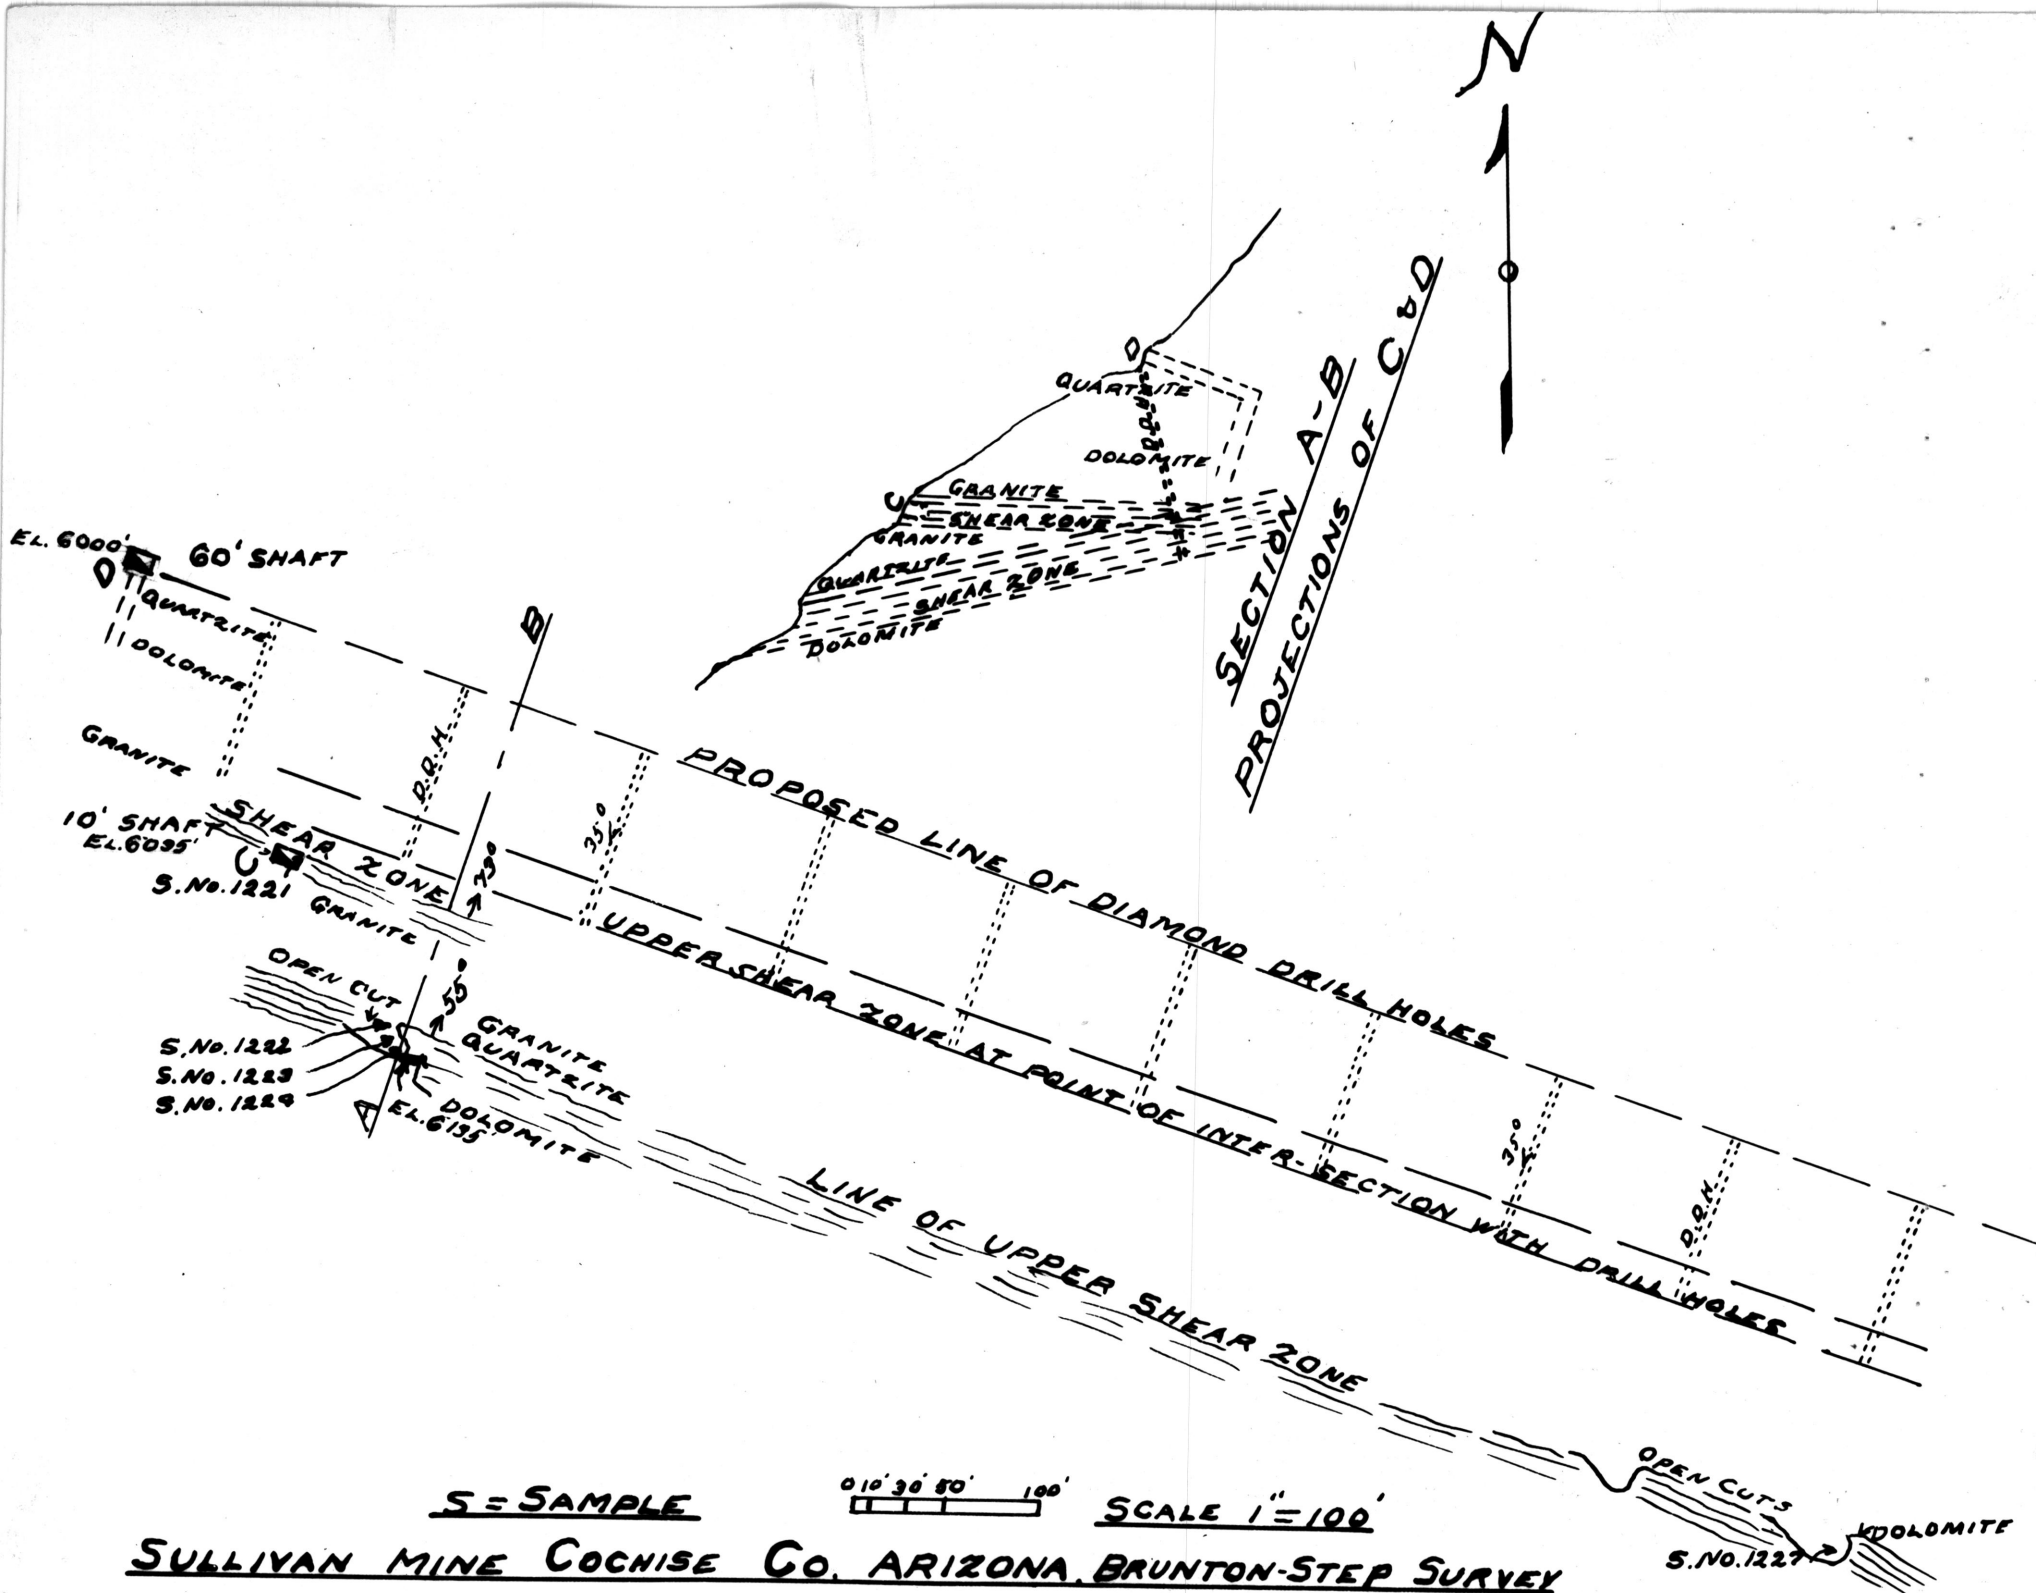 N
D
QUARTZITE
D.D.H.
DOLOMITE
C
GRANITE
SHEAR ZONE
GRANITE
QUARTZITE
SHEAR ZONE
DOLOMITE
SECTION A-B
PROJECTIONS OF C & D
EL. 6000'
60' SHAFT
D
QUARTZITE
DOLOMITE
GRANITE
B
D.D.H.
35°
PROPOSED LINE OF DIAMOND DRILL HOLES
10' SHAFT
EL. 6095'
C
SHEAR ZONE
S.No. 1221
GRANITE
73°
UPPER SHEAR ZONE AT POINT OF INTER-SECTION WITH DRILL HOLES
35°
D.D.H.
OPEN CUT
55°
GRANITE
QUARTZITE
S.No. 1222
S.No. 1223
S.No. 1224
A
EL. 6195'
DOLOMITE
LINE OF UPPER SHEAR ZONE
OPEN CUTS
DOLOMITE
S.No. 1227
S = SAMPLE
0 10' 30' 50' 100'
SCALE 1" = 100'
SULLIVAN MINE COCHISE CO. ARIZONA. BRUNTON-STEP SURVEY